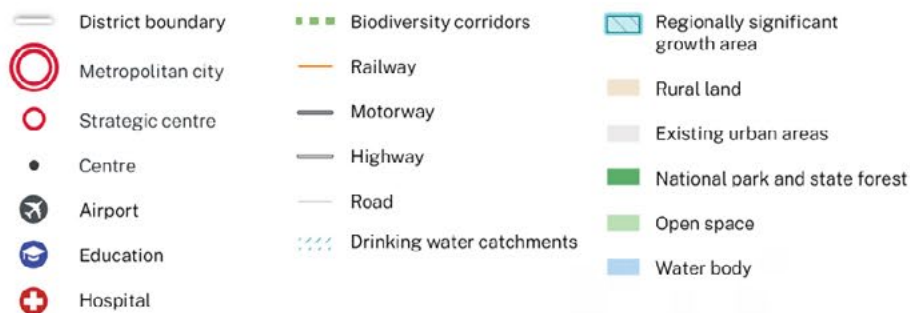 District boundary
Metropolitan city
Strategic centre
Centre
Airport
Education
Hospital
Biodiversity corridors
Railway
Motorway
Highway
Road
Drinking water catchments
Regionally significant
growth area
Rural land
Existing urban areas
National park and state forest
Open space
Water body